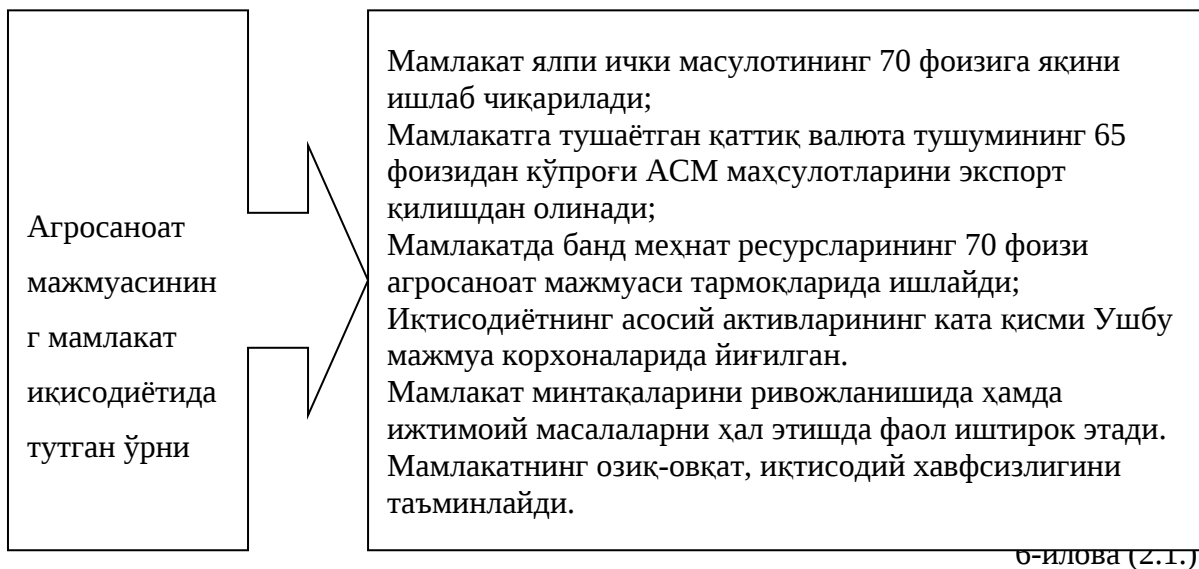 Агросаноат
мажмуасинин
г мамлакат
иқисодиётида
тутган ўрни
Мамлакат ялпи ички масулотининг 70 фоизига яқини
ишлаб чиқарилади;
Мамлакатга тушаётган қаттиқ валюта тушумининг 65
фоизидан кўпроғи АСМ маҳсулотларини экспорт
қилишдан олинади;
Мамлакатда банд меҳнат ресурсларининг 70 фоизи
агросаноат мажмуаси тармоқларида ишлайди;
Иқтисодиётнинг асосий активларининг ката қисми Ушбу
мажмуа корхоналарида йиғилган.
Мамлакат минтақаларини ривожланишида ҳамда
ижтимоий масалаларни ҳал этишда фаол иштирок этади.
Мамлакатнинг озиқ-овқат, иқтисодий хавфсизлигини
таъминлайди.
6-илова (2.1.)